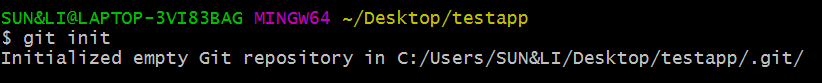 SUN&LI@LAPTOP-3VI83BAG MINGW64 ~/Desktop/testapp
$ git init
Initialized empty Git repository in C:/Users/SUN&LI/Desktop/testapp/.git/